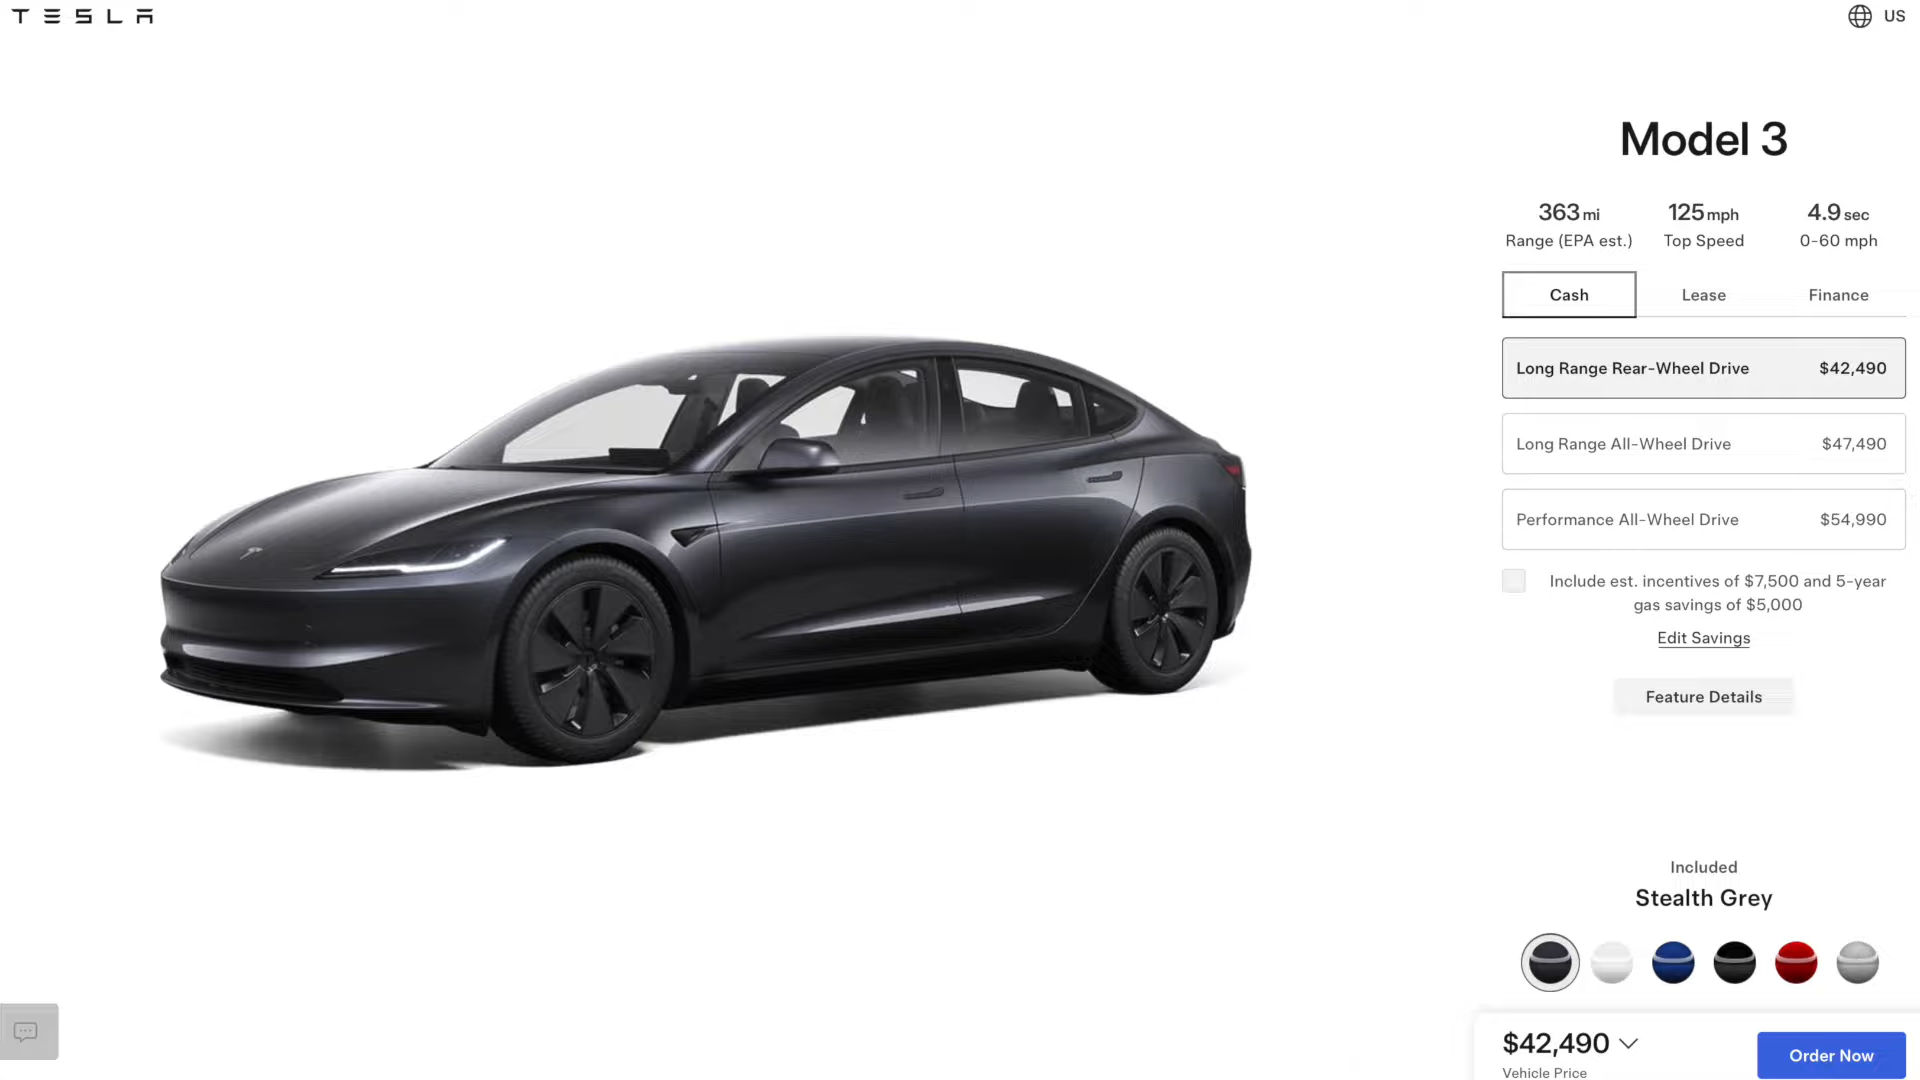 TESLA
US
Model 3
363 mi 125 mph 4.9 sec
Range (EPA est.) Top Speed 0-60 mph
Cash Lease Finance
Long Range Rear-Wheel Drive $42,490
Long Range All-Wheel Drive $47,490
Performance All-Wheel Drive $54,990
Include est. incentives of $7,500 and 5-year
gas savings of $5,000
Edit Savings
Feature Details
Included
Stealth Grey
$42,490
Vehicle Price
Order Now